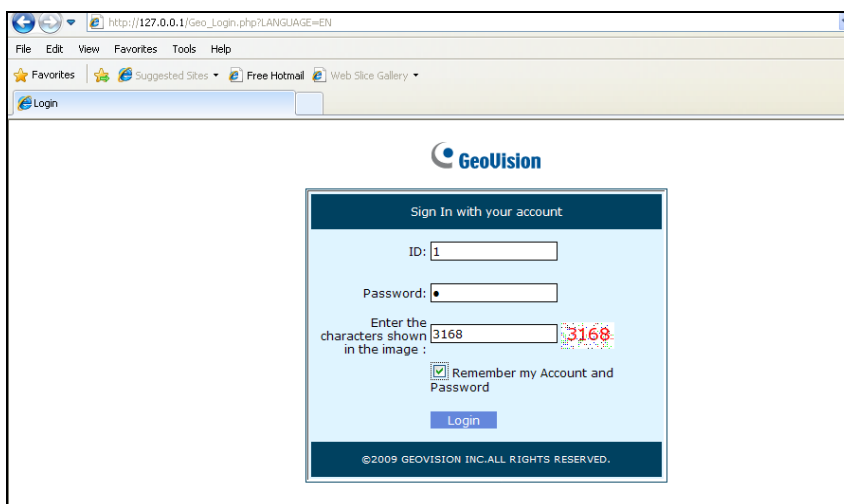 http://127.0.0.1/Geo_Login.php?LANGUAGE=EN
File Edit View Favorites Tools Help
Favorites Suggested Sites Free Hotmail Web Slice Gallery
Login
GeoVision
Sign In with your account
ID: 1
Password: •
Enter the
characters shown
in the image : 3168 3168
Remember my Account and
Password
Login
©2009 GEOVISION INC.ALL RIGHTS RESERVED.